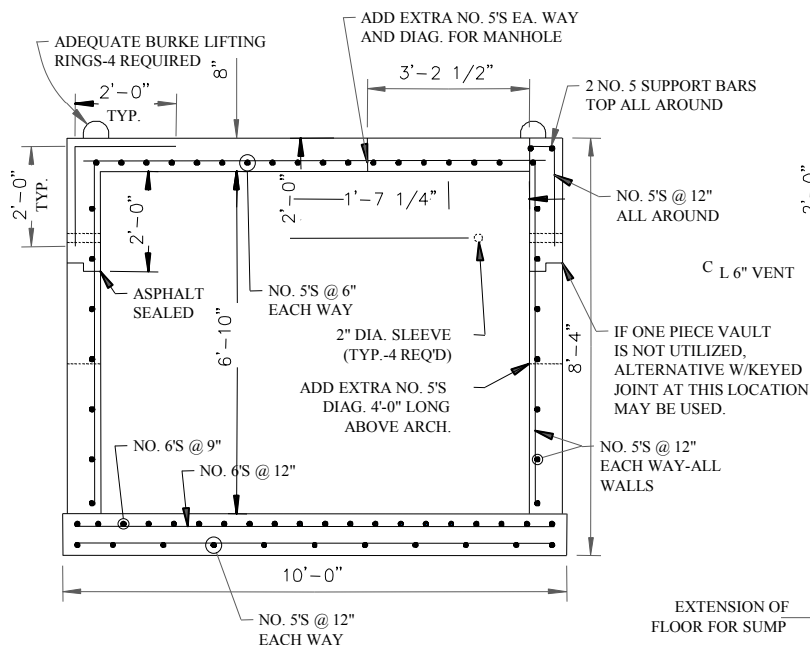 ADD EXTRA NO. 5'S EA. WAY
AND DIAG. FOR MANHOLE
ADEQUATE BURKE LIFTING
RINGS-4 REQUIRED
8"
3'-2 1/2"
2'-0"
TYP.
2 NO. 5 SUPPORT BARS
TOP ALL AROUND
2'-0"
TYP.
2'-0"
2'-0"
1'-7 1/4"
NO. 5'S @ 12"
ALL AROUND
2'-0"
C L 6" VENT
ASPHALT
SEALED
NO. 5'S @ 6"
EACH WAY
6'-10"
2" DIA. SLEEVE
(TYP.-4 REQ'D)
8'-4"
IF ONE PIECE VAULT
IS NOT UTILIZED,
ALTERNATIVE W/KEYED
JOINT AT THIS LOCATION
MAY BE USED.
ADD EXTRA NO. 5'S
DIAG. 4'-0" LONG
ABOVE ARCH.
NO. 6'S @ 9"
NO. 6'S @ 12"
NO. 5'S @ 12"
EACH WAY-ALL
WALLS
10'-0"
NO. 5'S @ 12"
EACH WAY
EXTENSION OF
FLOOR FOR SUMP